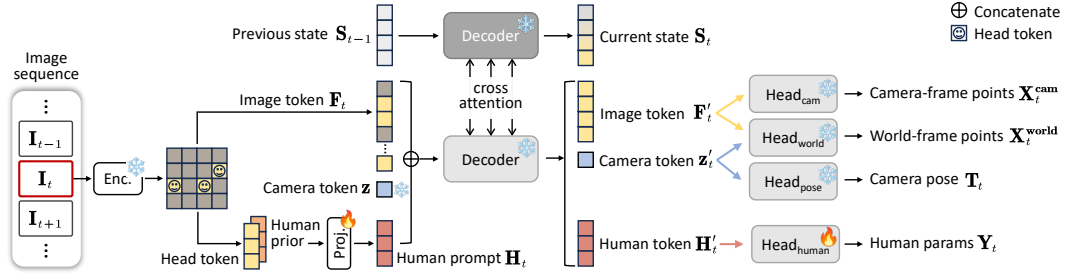 Concatenate
Head token
Previous state S_{t−1}
Decoder
Current state S_t
Image
sequence
⋮
I_{t−1}
I_t
I_{t+1}
⋮
Enc.
Image token F_t
Camera token z
Head token
Human
prior
Proj.
Human prompt H_t
cross
attention
Decoder
Image token F′_t
Camera token z′_t
Human token H′_t
Head_cam
Camera-frame points X_t^cam
Head_world
World-frame points X_t^world
Head_pose
Camera pose T_t
Head_human
Human params Y_t